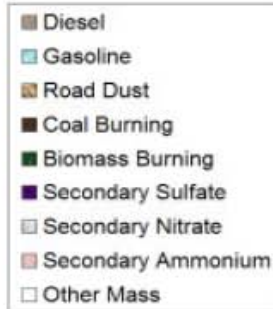 Diesel
Gasoline
Road Dust
Coal Burning
Biomass Burning
Secondary Sulfate
Secondary Nitrate
Secondary Ammonium
Other Mass